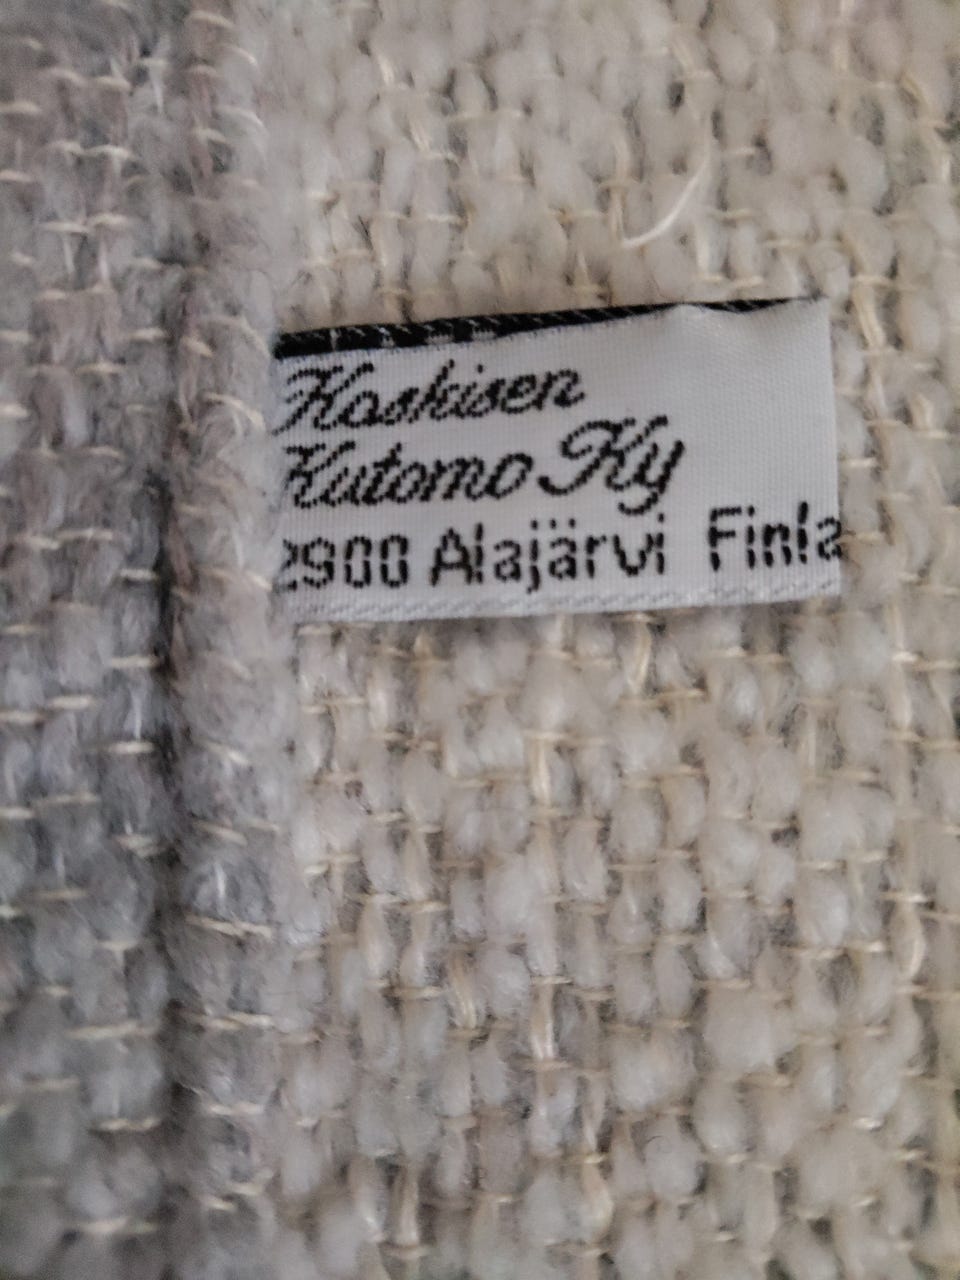 Koskisen
Kutomo Ky
2900 Alajärvi Finla